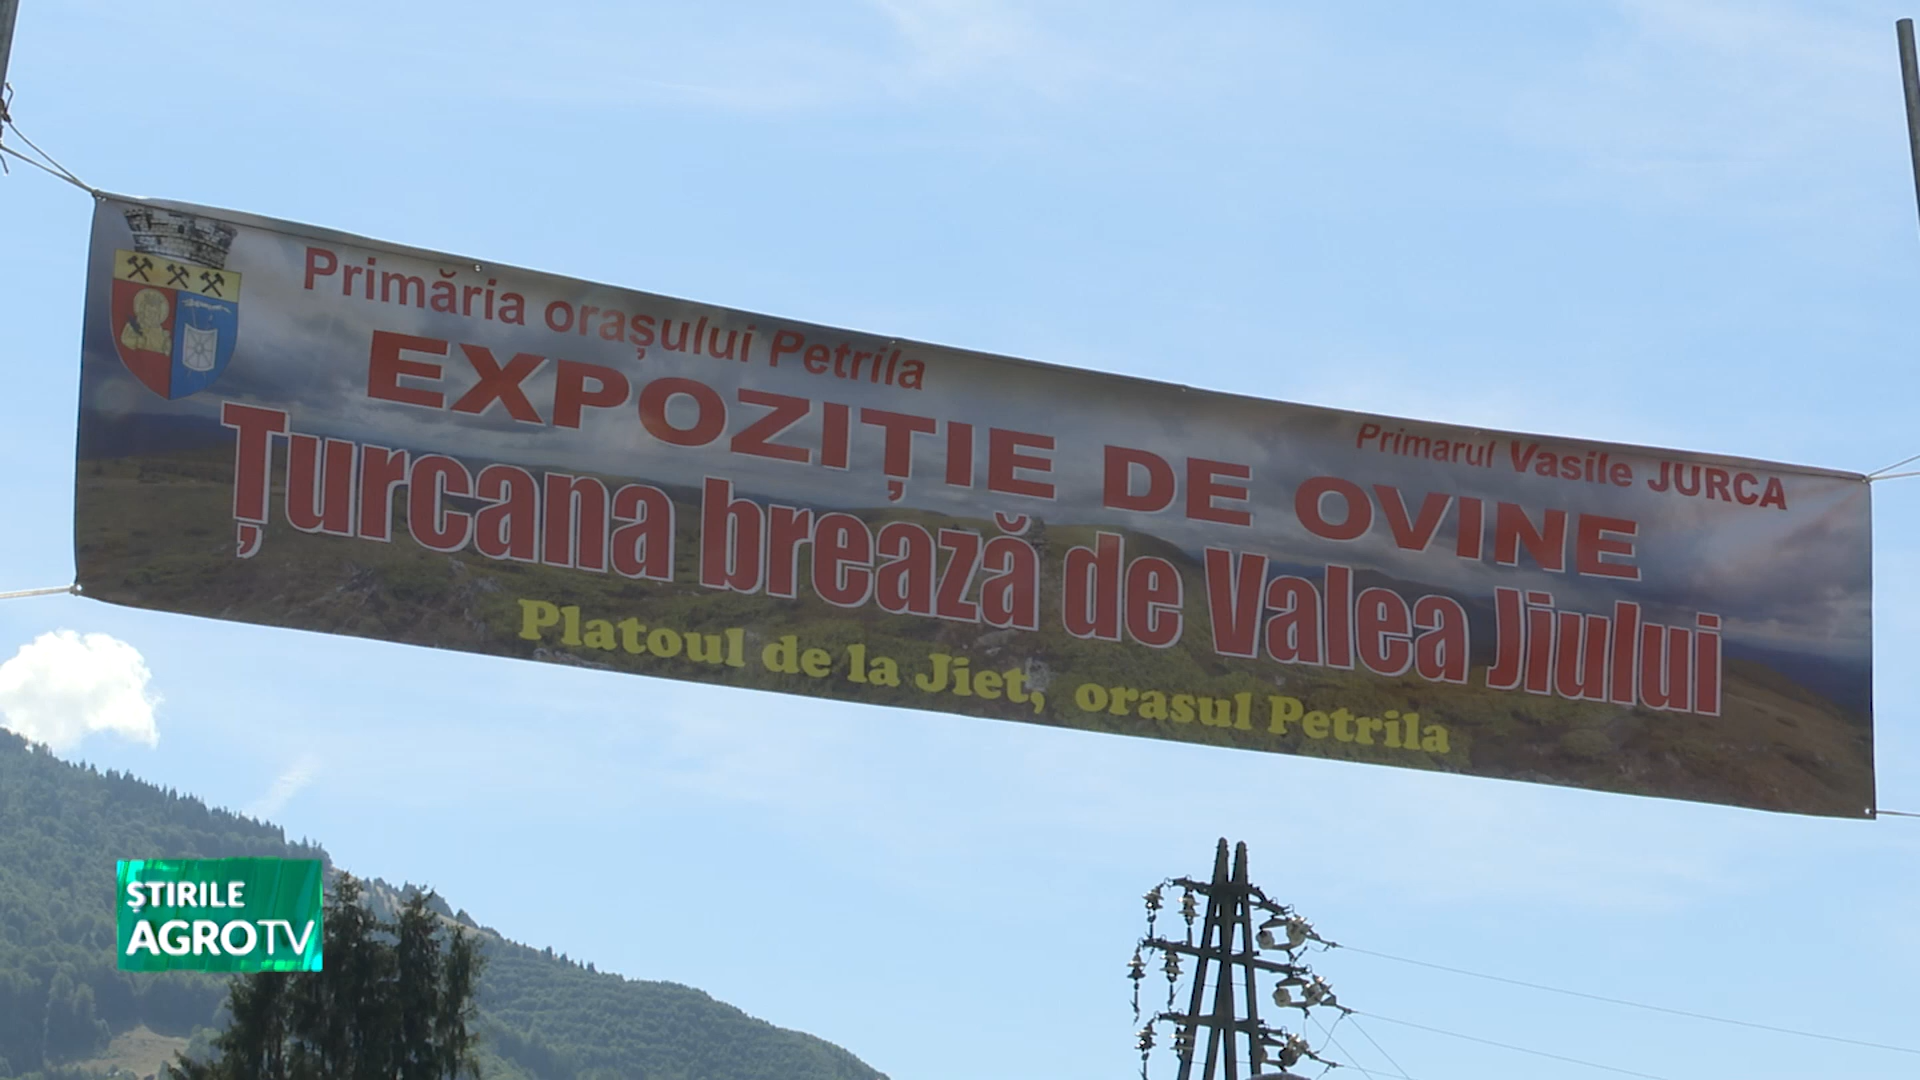 Primăria orașului Petrila
EXPOZIȚIE DE OVINE
Primarul Vasile JURCA
Țurcana brează de Valea Jiului
Platoul de la Jiet, orasul Petrila
ȘTIRILE
AGROTV